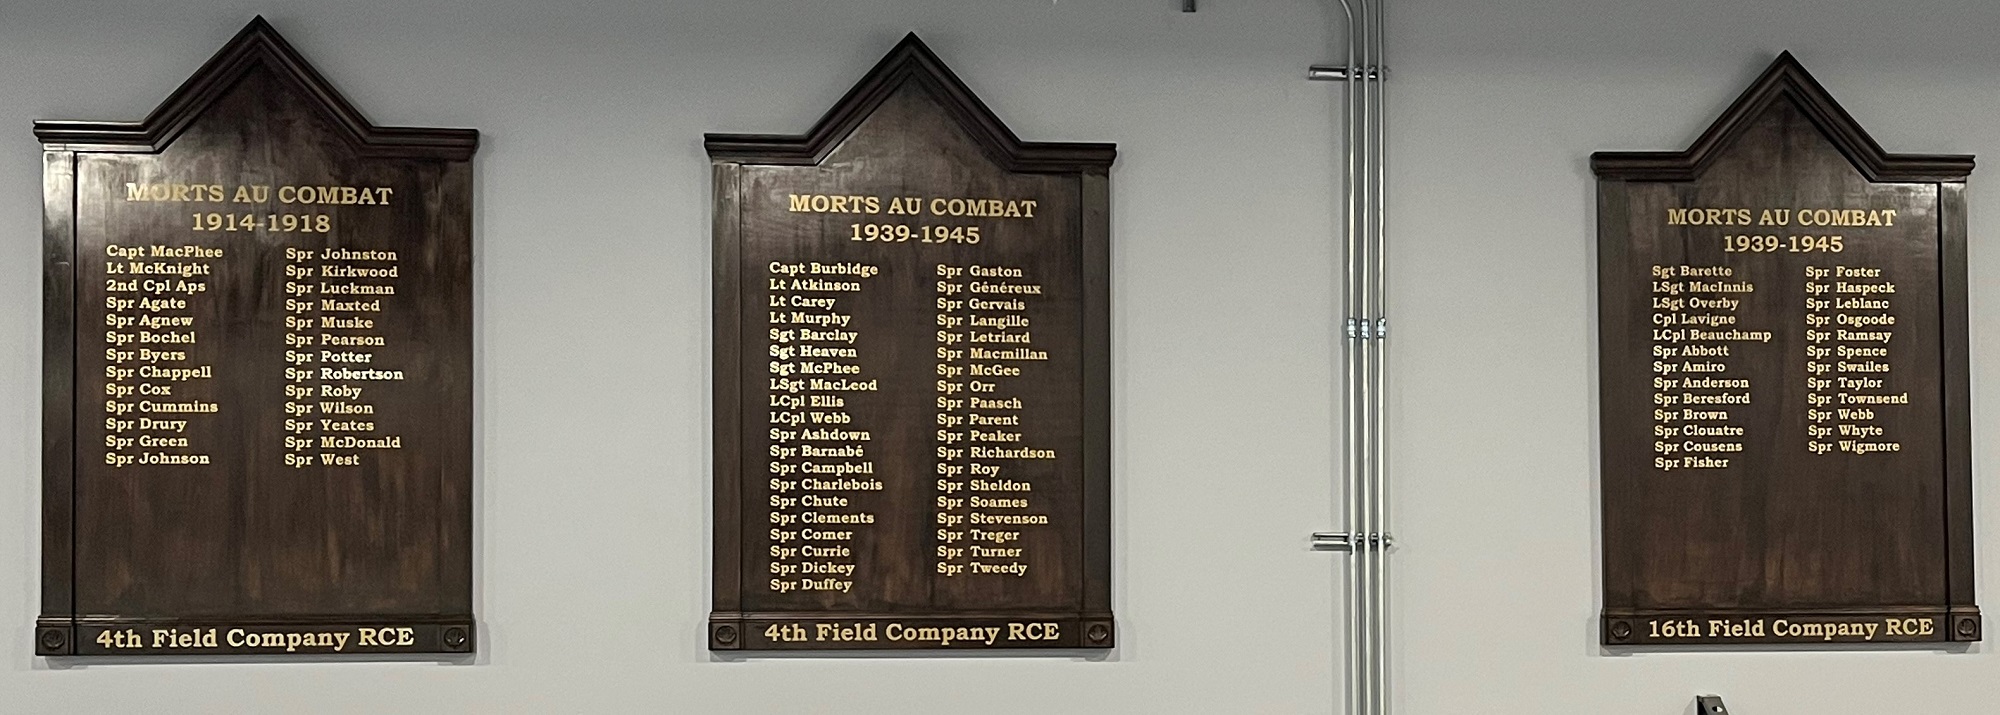 MORTS AU COMBAT
1914-1918
Capt MacPhee
Lt McKnight
2nd Cpl Aps
Spr Agate
Spr Agnew
Spr Bochel
Spr Byers
Spr Chappell
Spr Cox
Spr Cummins
Spr Drury
Spr Green
Spr Johnson
Spr Johnston
Spr Kirkwood
Spr Luckman
Spr Maxted
Spr Muske
Spr Pearson
Spr Potter
Spr Robertson
Spr Roby
Spr Wilson
Spr Yeates
Spr McDonald
Spr West
4th Field Company RCE
MORTS AU COMBAT
1939-1945
Capt Burbidge
Lt Atkinson
Lt Carey
Lt Murphy
Sgt Barclay
Sgt Heaven
Sgt McPhee
LSgt MacLeod
LCpl Ellis
LCpl Webb
Spr Ashdown
Spr Barnabé
Spr Campbell
Spr Charlebois
Spr Chute
Spr Clements
Spr Comer
Spr Currie
Spr Dickey
Spr Duffey
Spr Gaston
Spr Généreux
Spr Gervais
Spr Langille
Spr Letriard
Spr Macmillan
Spr McGee
Spr Orr
Spr Paasch
Spr Parent
Spr Peaker
Spr Richardson
Spr Roy
Spr Sheldon
Spr Soames
Spr Stevenson
Spr Treger
Spr Turner
Spr Tweedy
4th Field Company RCE
MORTS AU COMBAT
1939-1945
Sgt Barette
LSgt MacInnis
LSgt Overby
Cpl Lavigne
LCpl Beauchamp
Spr Abbott
Spr Amiro
Spr Anderson
Spr Beresford
Spr Brown
Spr Clouatre
Spr Cousens
Spr Fisher
Spr Foster
Spr Haspeck
Spr Leblanc
Spr Osgoode
Spr Ramsay
Spr Spence
Spr Swailes
Spr Taylor
Spr Townsend
Spr Webb
Spr Whyte
Spr Wigmore
16th Field Company RCE